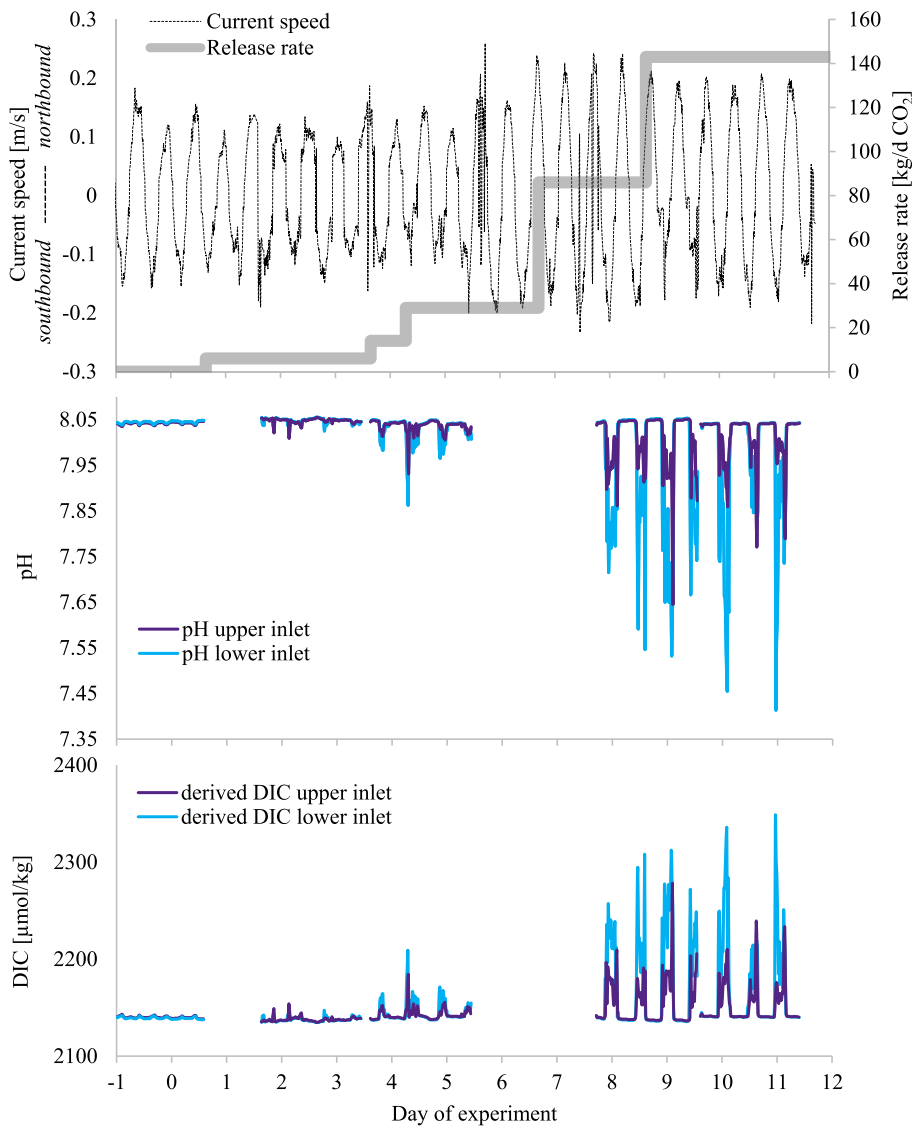 Current speed
Release rate
0.3
0.2
0.1
0
-0.1
-0.2
-0.3
Current speed [m/s]
southbound ------ northbound
160
140
120
100
80
60
40
20
0
Release rate [kg/d CO₂]
8.05
7.95
7.85
7.75
7.65
7.55
7.45
7.35
pH
pH upper inlet
pH lower inlet
2400
2300
2200
2100
DIC [µmol/kg]
derived DIC upper inlet
derived DIC lower inlet
-1 0 1 2 3 4 5 6 7 8 9 10 11 12
Day of experiment